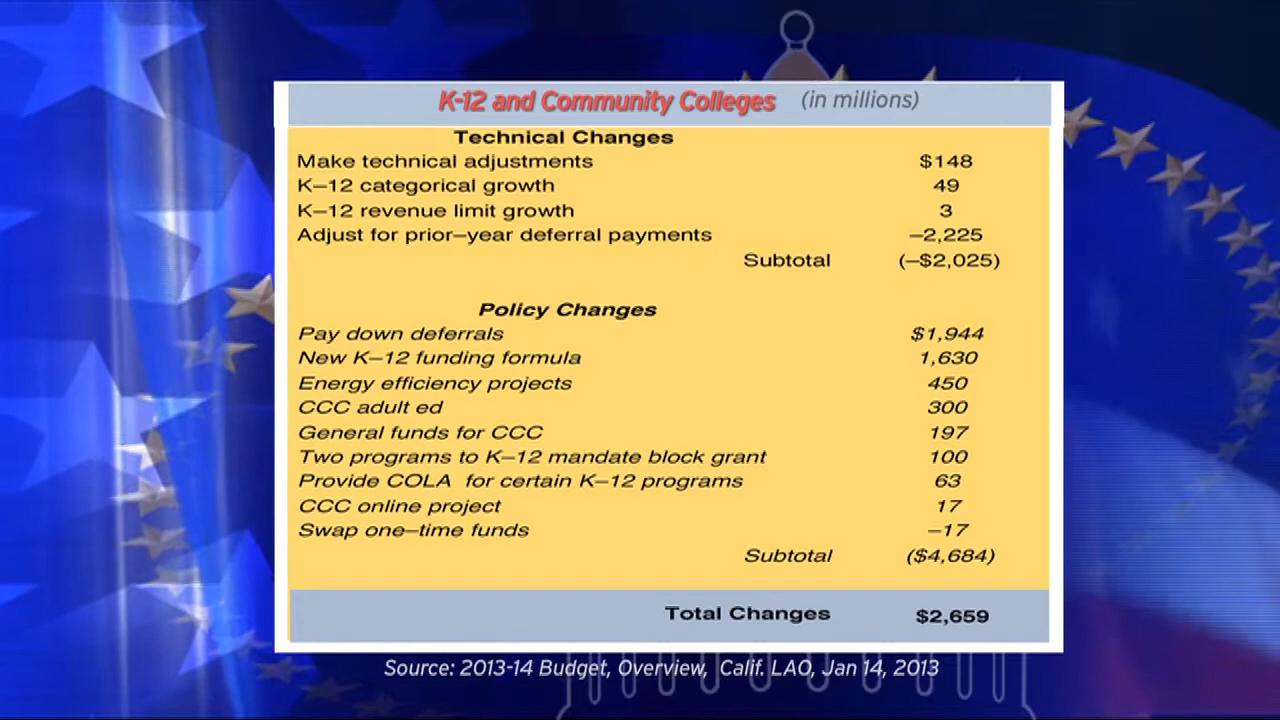 K-12 and Community Colleges (in millions)
Technical Changes
Make technical adjustments $148
K–12 categorical growth 49
K–12 revenue limit growth 3
Adjust for prior–year deferral payments –2,225
Subtotal (–$2,025)
Policy Changes
Pay down deferrals $1,944
New K–12 funding formula 1,630
Energy efficiency projects 450
CCC adult ed 300
General funds for CCC 197
Two programs to K–12 mandate block grant 100
Provide COLA for certain K–12 programs 63
CCC online project 17
Swap one–time funds –17
Subtotal ($4,684)
Total Changes $2,659
Source: 2013-14 Budget, Overview, Calif. LAO, Jan 14, 2013